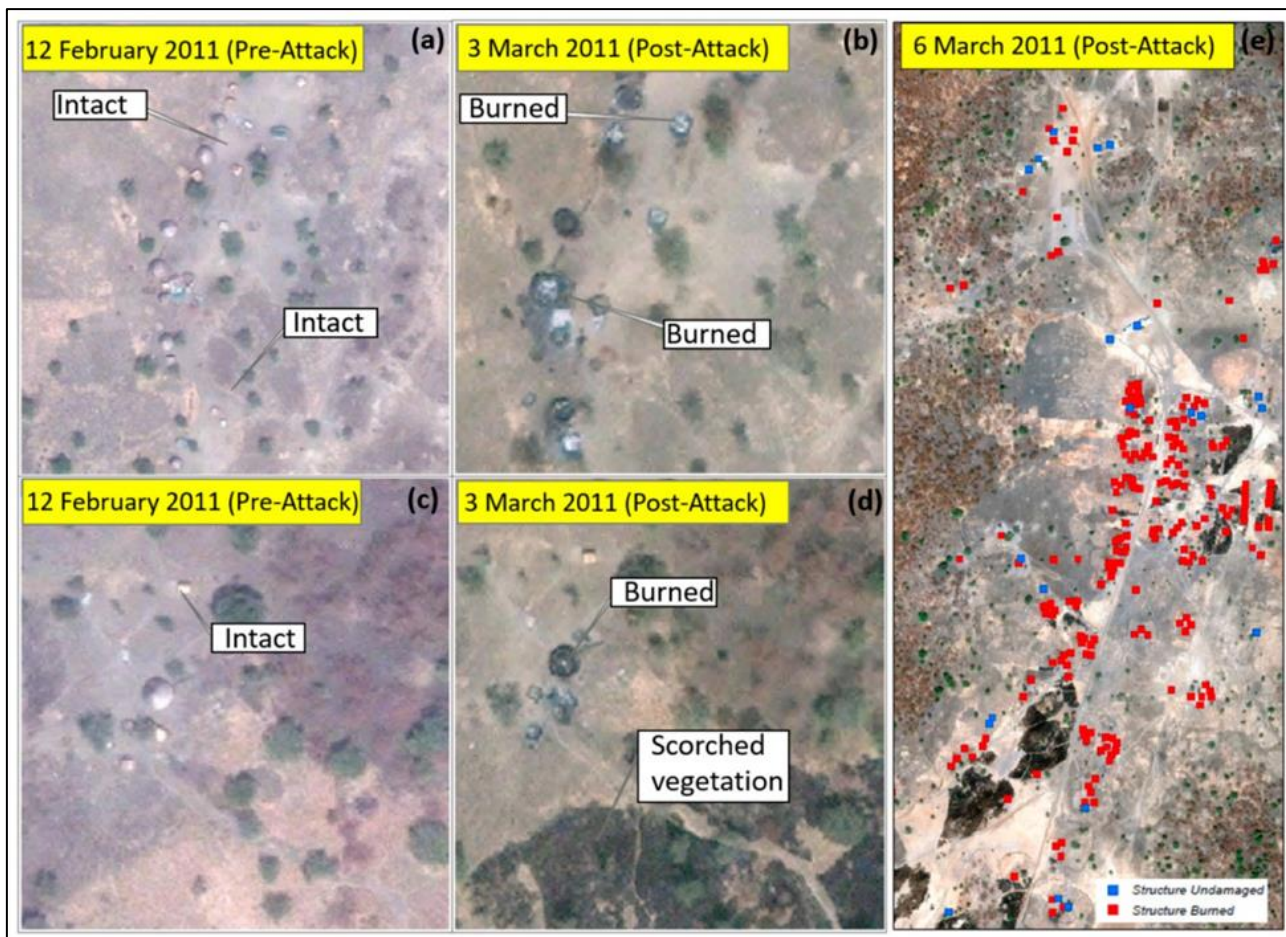 12 February 2011 (Pre-Attack)
(a)
Intact
Intact
3 March 2011 (Post-Attack)
(b)
Burned
Burned
6 March 2011 (Post-Attack)
(e)
12 February 2011 (Pre-Attack)
(c)
Intact
3 March 2011 (Post-Attack)
(d)
Burned
Scorched
vegetation
Structure Undamaged
Structure Burned